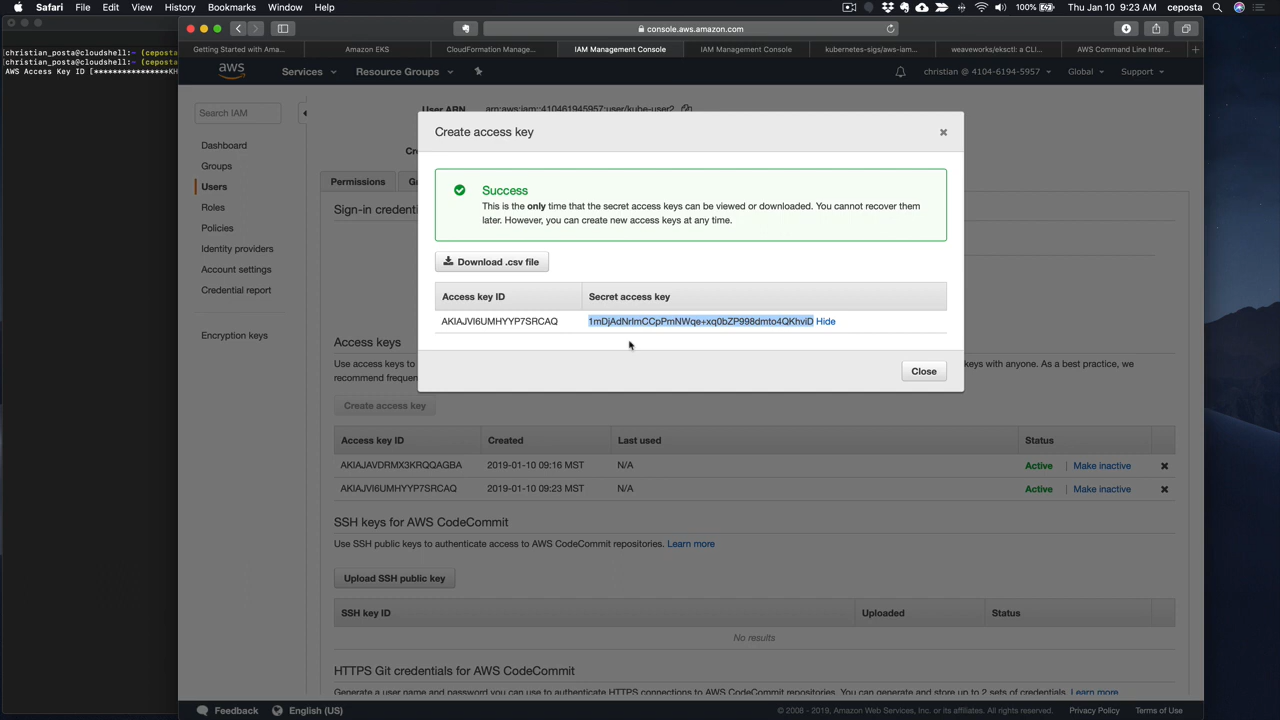 Safari File Edit View History Bookmarks Window Help 100% Thu Jan 10 9:23 AM ceposta
console.aws.amazon.com
Getting Started with Ama... Amazon EKS CloudFormation Manage... IAM Management Console IAM Management Console kubernetes-sigs/aws-iam... weaveworks/eksctl: a CLI... AWS Command Line Inter...
christian_posta@cloudshell:~ (ceposta
christian_posta@cloudshell:~ (ceposta
AWS Access Key ID [****************KH
aws Services Resource Groups christian @ 4104-6194-5957 Global Support
Search IAM
Dashboard
Groups
Users
Roles
Policies
Identity providers
Account settings
Credential report
Encryption keys
User ARN arn:aws:iam::410461945957:user/kube-user2
Create access key
Permissions
Sign-in credenti
Success
This is the only time that the secret access keys can be viewed or downloaded. You cannot recover them
later. However, you can create new access keys at any time.
Download .csv file
Access key ID Secret access key
AKIAJVI6UMHYYP7SRCAQ Hide
Close
Access keys
Use access keys to keys with anyone. As a best practice, we
recommend frequen
Create access key
Access key ID Created Last used Status
AKIAJAVDRMX3KRQQAGBA 2019-01-10 09:16 MST N/A Active | Make inactive
AKIAJVI6UMHYYP7SRCAQ 2019-01-10 09:23 MST N/A Active | Make inactive
SSH keys for AWS CodeCommit
Use SSH public keys to authenticate access to AWS CodeCommit repositories. Learn more
Upload SSH public key
SSH key ID Uploaded Status
No results
HTTPS Git credentials for AWS CodeCommit
Generate a user name and password you can use to authenticate HTTPS connections to AWS CodeCommit repositories. You can generate and store up to 2 sets of credentials. Learn more
Feedback English (US) © 2008 - 2019, Amazon Web Services, Inc. or its affiliates. All rights reserved. Privacy Policy Terms of Use